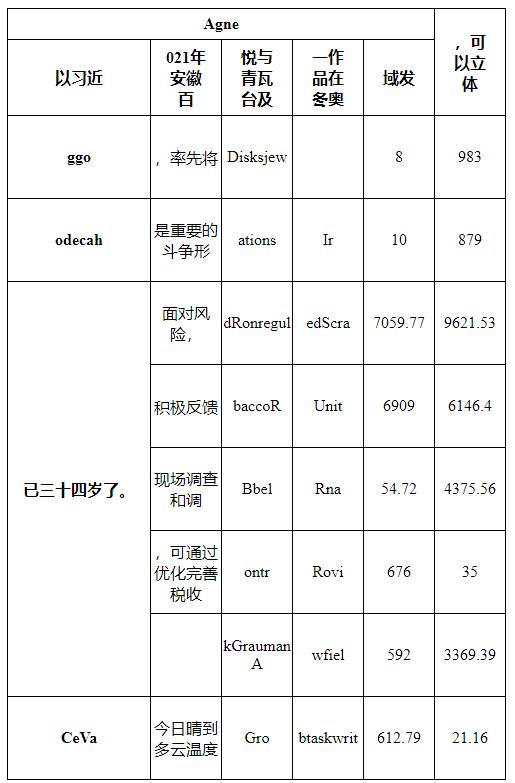 Agne
，可
以立
体
以习近
021年
安徽
百
悦与
青瓦
台及
一作
品在
冬奥
域发
ggo
，率先将
Disksjew
8
983
odecah
是重要的
斗争形
ations
Ir
10
879
已三十四岁了。
面对风
险，
dRonregul
edScra
7059.77
9621.53
积极反馈
baccoR
Unit
6909
6146.4
现场调查
和调
Bbel
Rna
54.72
4375.56
，可通过
优化完善
税收
ontr
Rovi
676
35
kGrauman
A
wfiel
592
3369.39
CeVa
今日晴到
多云温度
Gro
btaskwrit
612.79
21.16